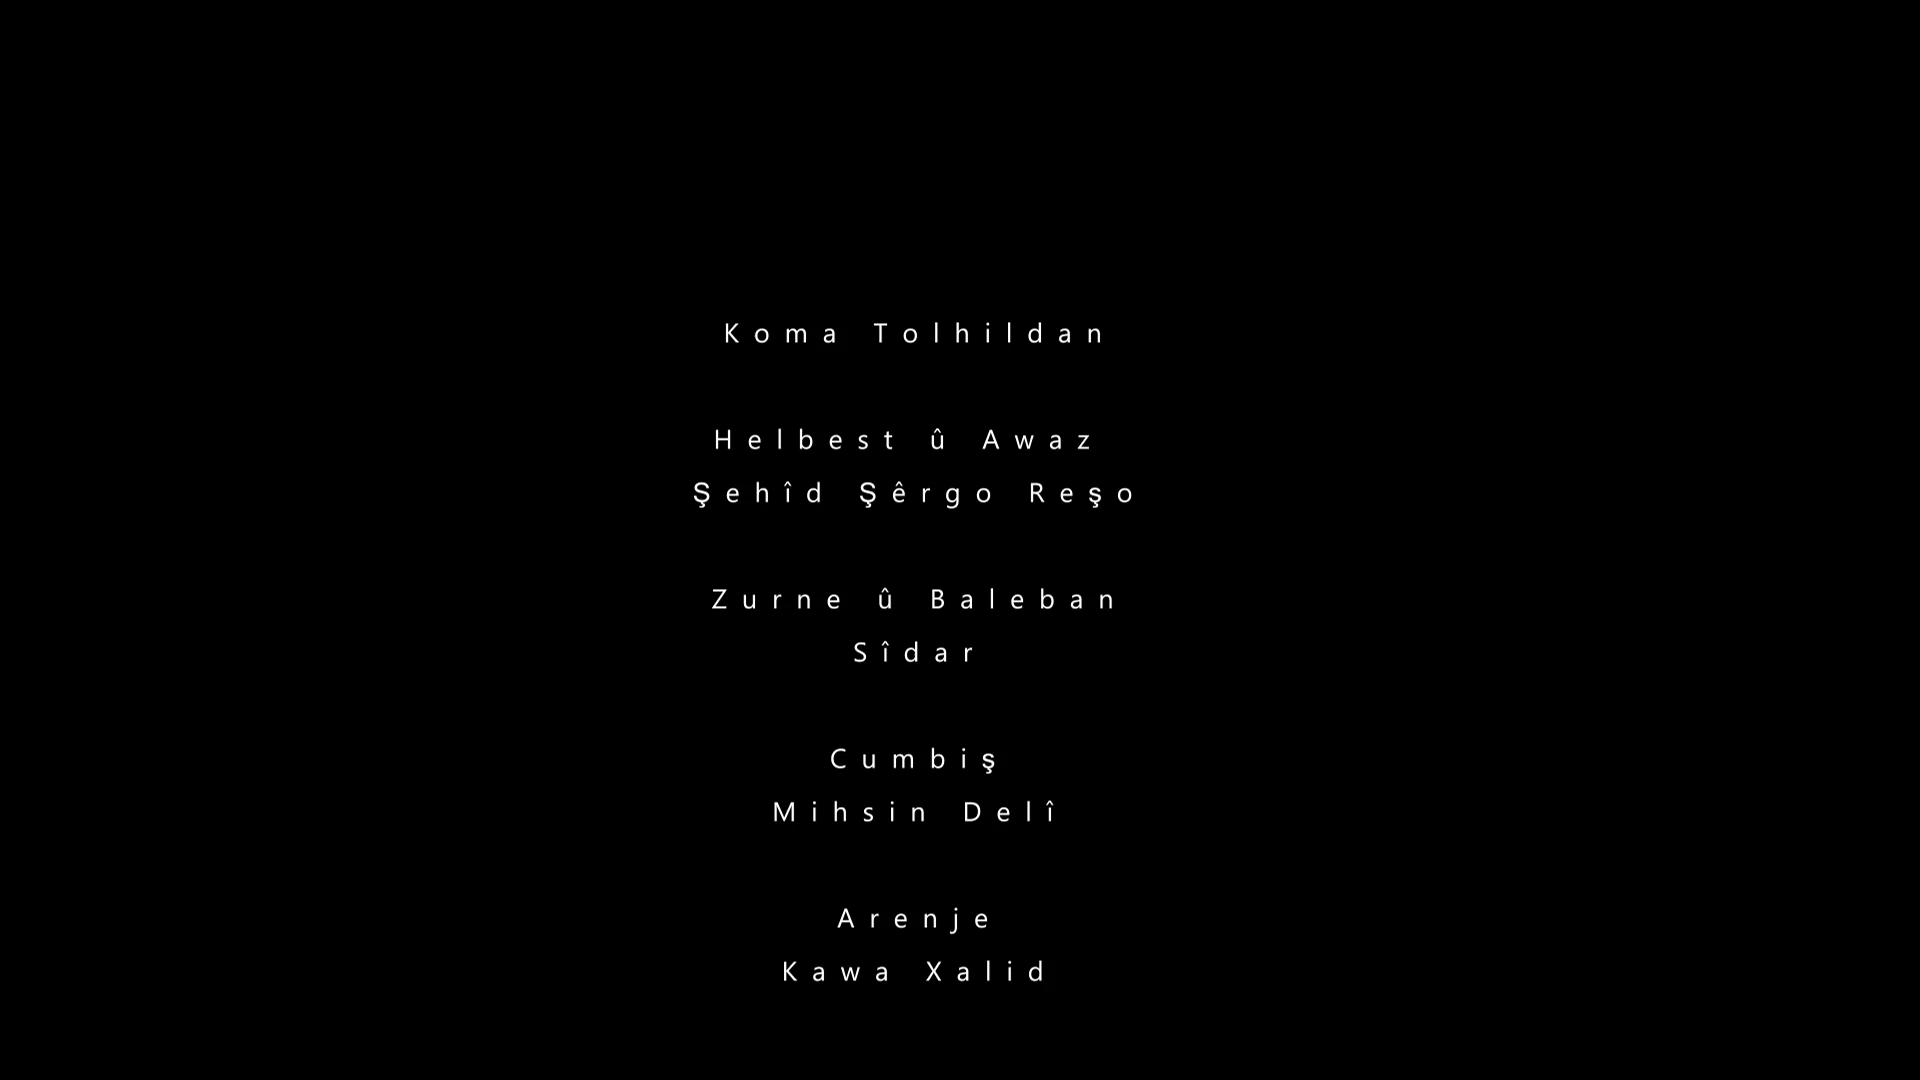 Koma Tolhildan
Helbest û Awaz
Şehîd Şêrgo Reşo
Zurne û Baleban
Sîdar
Cumbiş
Mihsin Delî
Arenje
Kawa Xalid